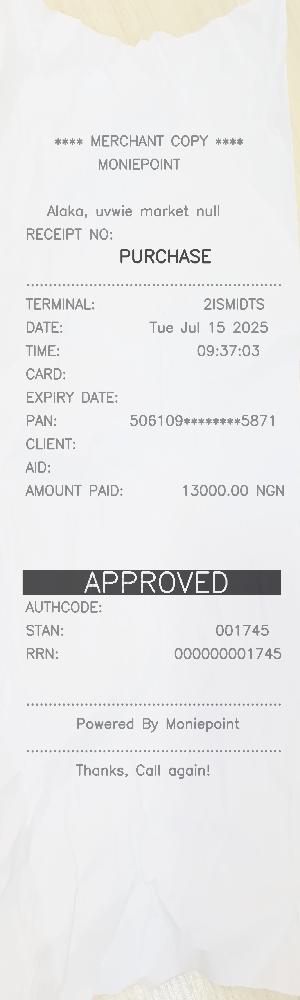 **** MERCHANT COPY ****
MONIEPOINT
Alaka, uvwie market null
RECEIPT NO:
PURCHASE
TERMINAL: 2ISMIDTS
DATE: Tue Jul 15 2025
TIME: 09:37:03
CARD:
EXPIRY DATE:
PAN: 506109********5871
CLIENT:
AID:
AMOUNT PAID: 13000.00 NGN
APPROVED
AUTHCODE:
STAN: 001745
RRN: 000000001745
Powered By Moniepoint
Thanks, Call again!